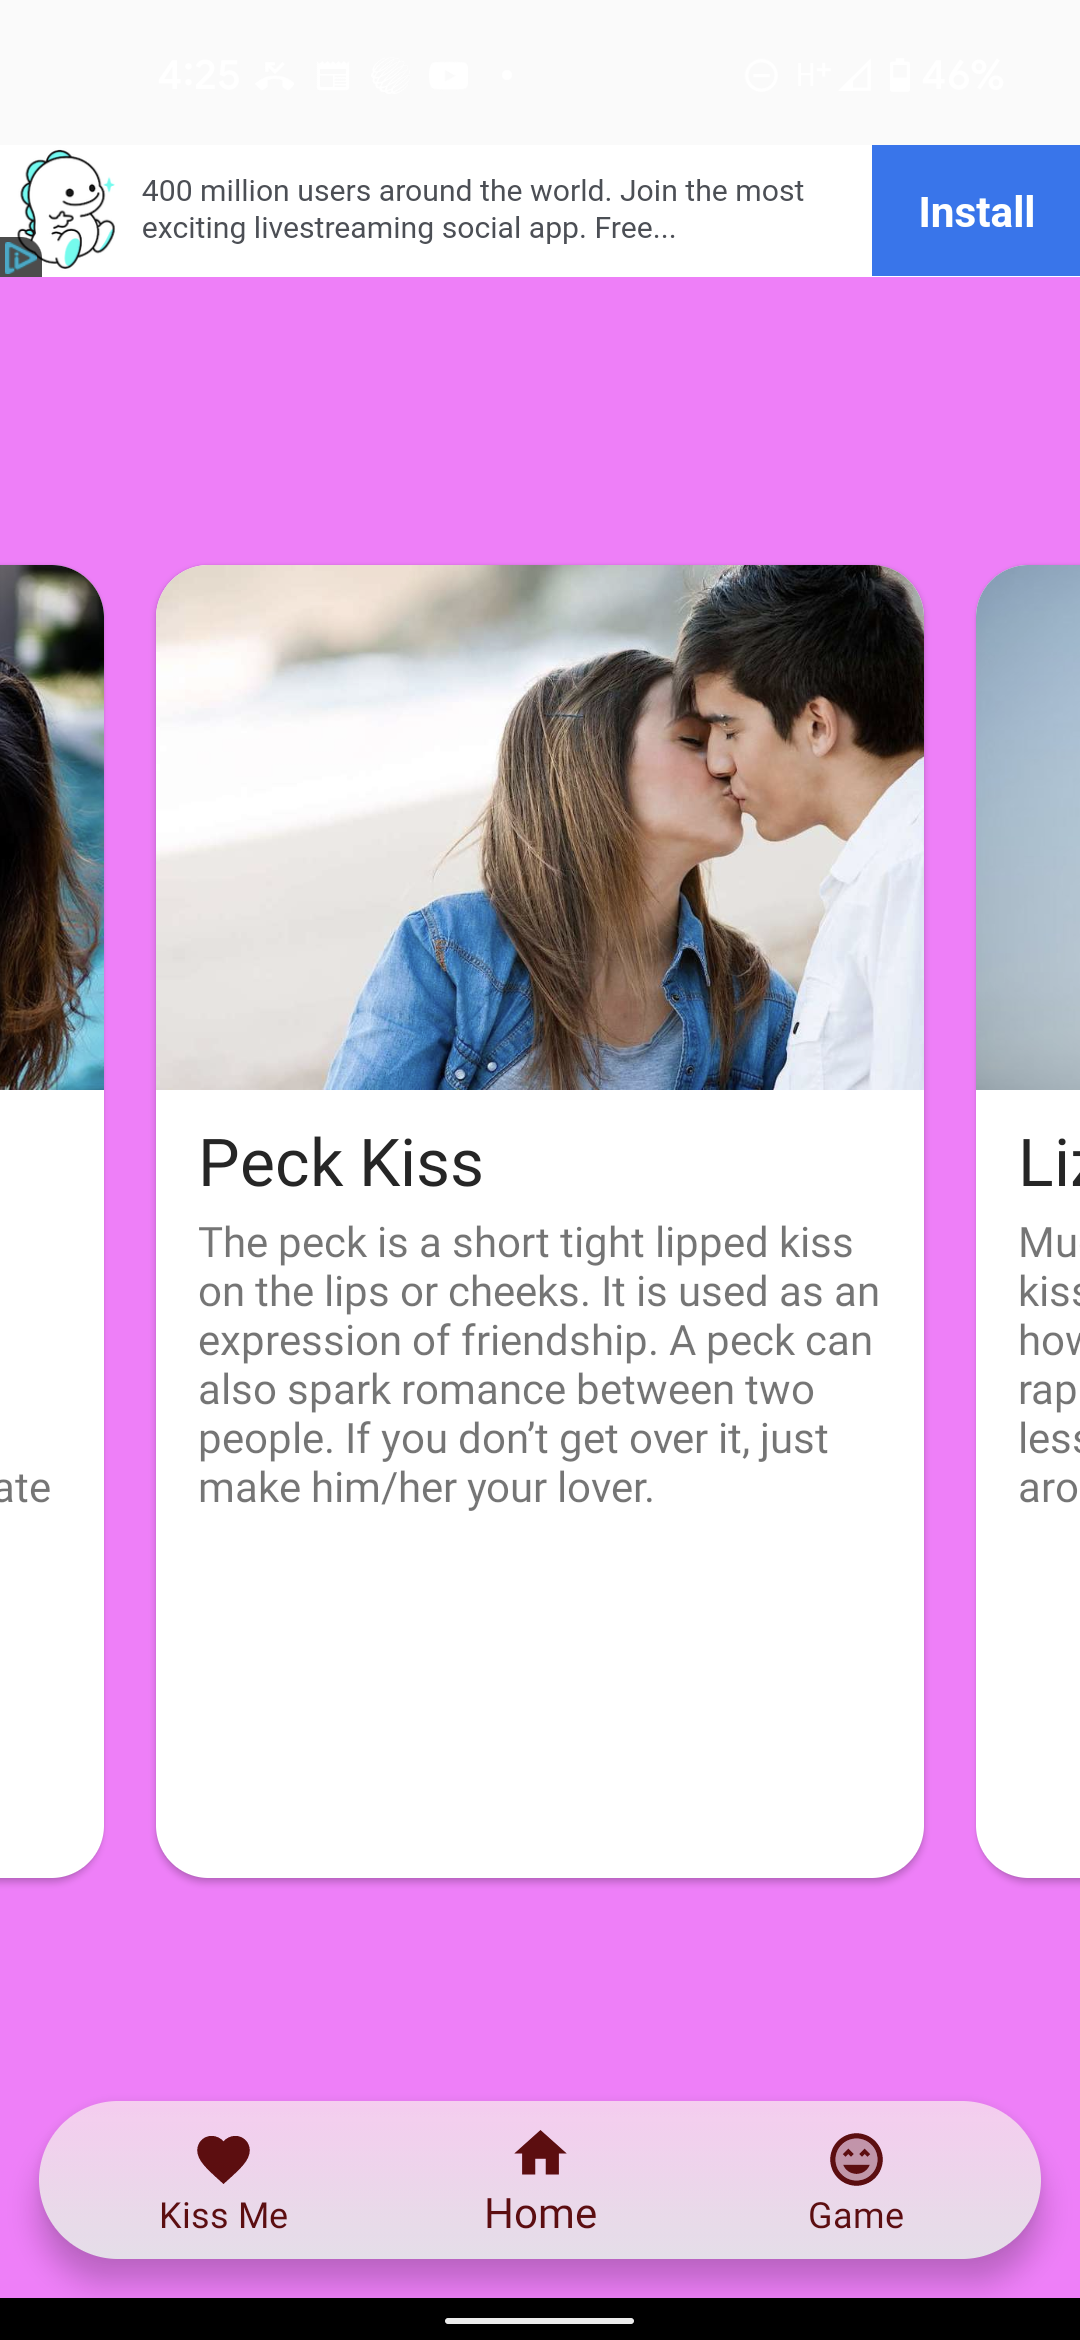 4:25
H+
46%
400 million users around the world. Join the most
exciting livestreaming social app. Free...
Install
Peck Kiss
The peck is a short tight lipped kiss
on the lips or cheeks. It is used as an
expression of friendship. A peck can
also spark romance between two
people. If you don’t get over it, just
make him/her your lover.
ate
Liz
Mu
kiss
how
rap
less
aro
Kiss Me
Home
Game